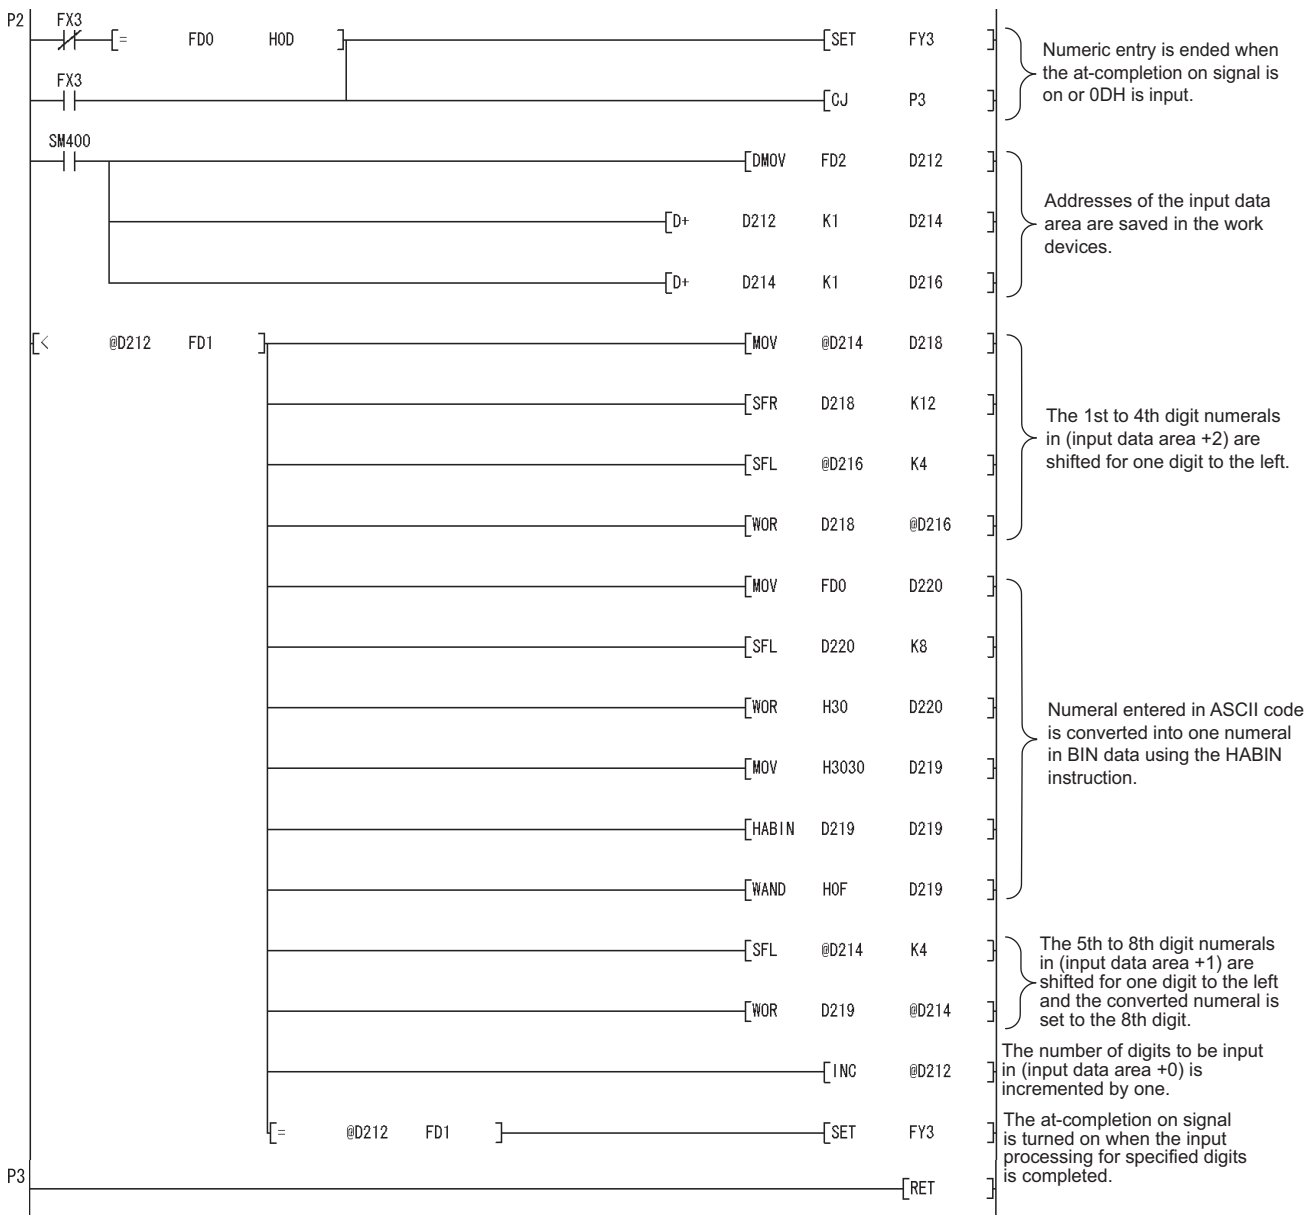 P2 FX3
[= FD0 H0D ] [SET FY3 ]
Numeric entry is ended when
the at-completion on signal is
on or 0DH is input.
FX3
[CJ P3 ]
SM400
[DMOV FD2 D212 ]
Addresses of the input data
area are saved in the work
devices.
[D+ D212 K1 D214 ]
[D+ D214 K1 D216 ]
[< @D212 FD1 ] [MOV @D214 D218 ]
[SFR D218 K12 ]
The 1st to 4th digit numerals
in (input data area +2) are
shifted for one digit to the left.
[SFL @D216 K4 ]
[WOR D218 @D216 ]
[MOV FD0 D220 ]
[SFL D220 K8 ]
[WOR H30 D220 ]
Numeral entered in ASCII code
is converted into one numeral
in BIN data using the HABIN
instruction.
[MOV H3030 D219 ]
[HABIN D219 D219 ]
[WAND H0F D219 ]
[SFL @D214 K4 ]
The 5th to 8th digit numerals
in (input data area +1) are
shifted for one digit to the left
and the converted numeral is
set to the 8th digit.
[WOR D219 @D214 ]
[INC @D212 ]
The number of digits to be input
in (input data area +0) is
incremented by one.
[= @D212 FD1 ] [SET FY3 ]
The at-completion on signal
is turned on when the input
processing for specified digits
is completed.
P3
[RET ]